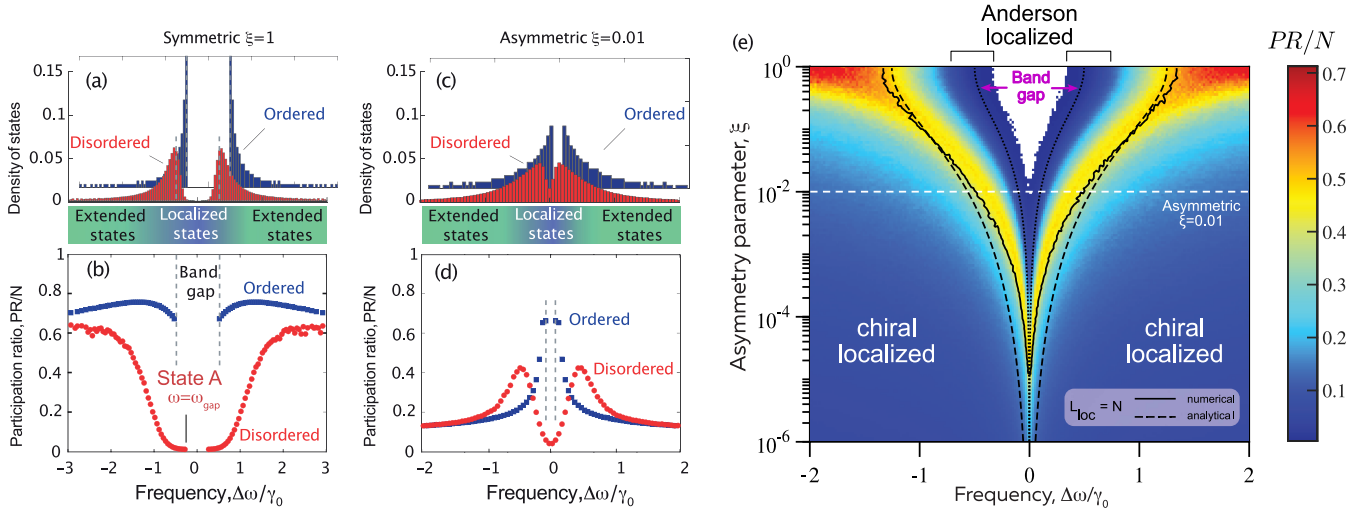 Symmetric ξ=1
(a)
0.15
0.1
0.05
0
Density of states
Disordered
Ordered
Extended states
Localized states
Extended states
(b)
Band gap
Ordered
State A
ω=ω_gap
Disordered
Participation ratio, PR/N
1
0.8
0.6
0.4
0.2
0
-3 -2 -1 0 1 2 3
Frequency,Δω/γ₀
Asymmetric ξ=0.01
(c)
0.15
0.1
0.05
0
Density of states
Disordered
Ordered
Extended states
Localized states
Extended states
(d)
Ordered
Disordered
Participation ratio, PR/N
1
0.8
0.6
0.4
0.2
0
-2 -1 0 1 2
Frequency,Δω/γ₀
(e)
Anderson
localized
Band
gap
Asymmetric
ξ=0.01
chiral
localized
chiral
localized
L_loc = N
numerical
analytical
Asymmetry parameter, ξ
10⁰
10⁻²
10⁻⁴
10⁻⁶
-2 -1 0 1 2
Frequency, Δω/γ₀
PR/N
0.7
0.6
0.5
0.4
0.3
0.2
0.1